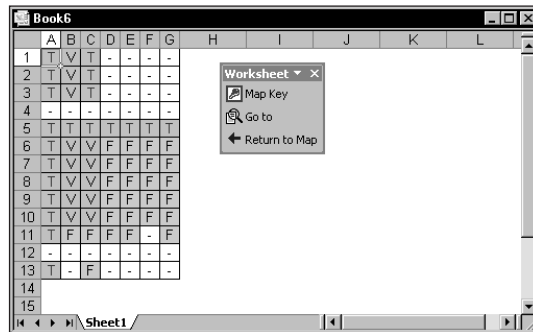 Book6
A B C D E F G H I J K L
1 T V T - - - -
2 T V T - - - -
3 T V T - - - -
4 - - - - - - -
5 T T T T T T T
6 T V V F F F F
7 T V V F F F F
8 T V V F F F F
9 T V V F F F F
10 T V V F F F F
11 T F F F F - F
12 - - - - - - -
13 T - F - - - -
14
15
Worksheet
Map Key
Go to
Return to Map
Sheet1